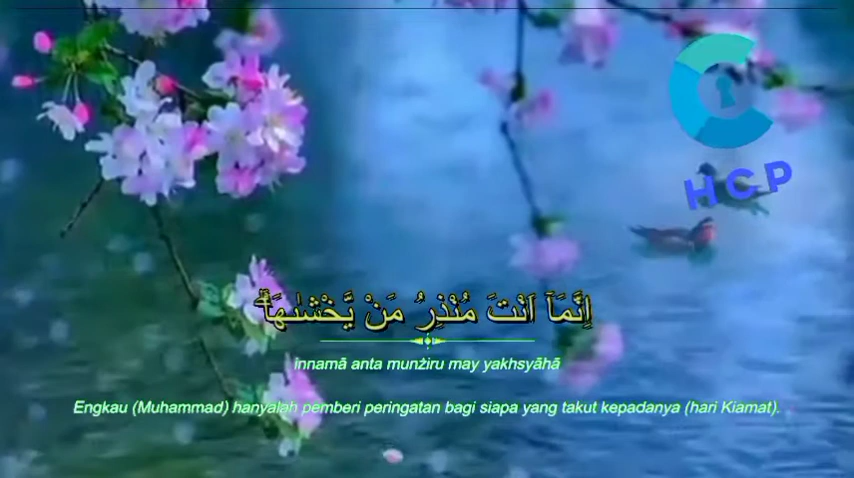 HCP
اِنَّمَآ اَنْتَ مُنْذِرُ مَنْ يَّخْشٰىهَاۗ
innamā anta munżiru may yakhsyāhā
Engkau (Muhammad) hanyalah pemberi peringatan bagi siapa yang takut kepadanya (hari Kiamat).